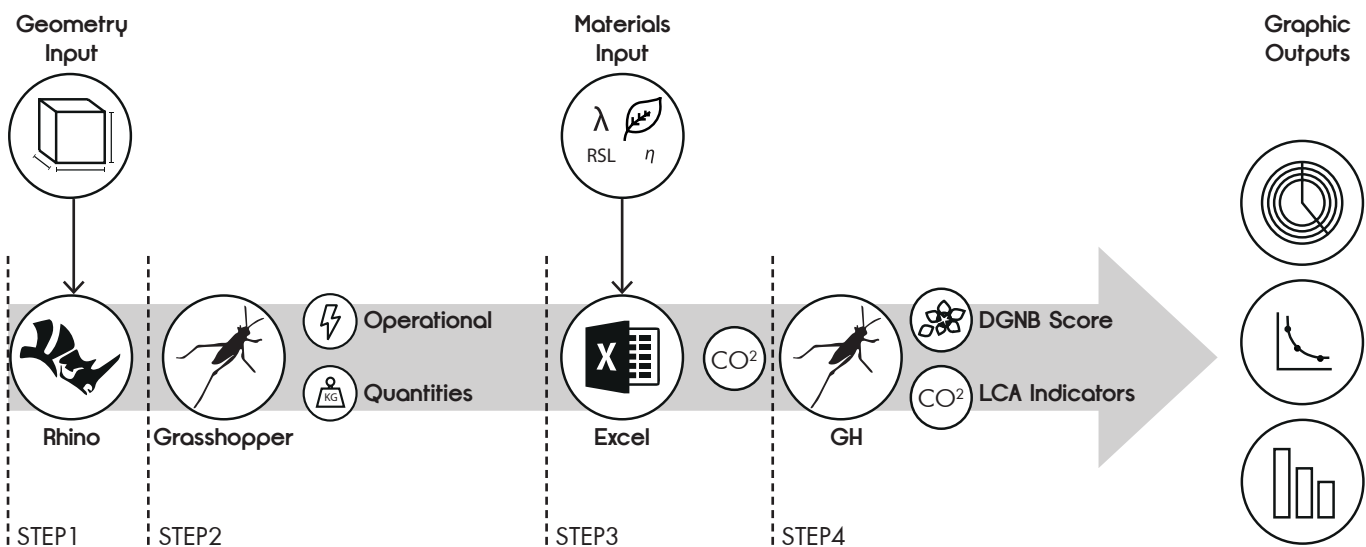 Geometry
Input
Materials
Input
Graphic
Outputs
λ
RSL η
Operational
Quantities
KG
X
CO²
DGNB Score
CO² LCA Indicators
Rhino
Grasshopper
Excel
GH
STEP1
STEP2
STEP3
STEP4